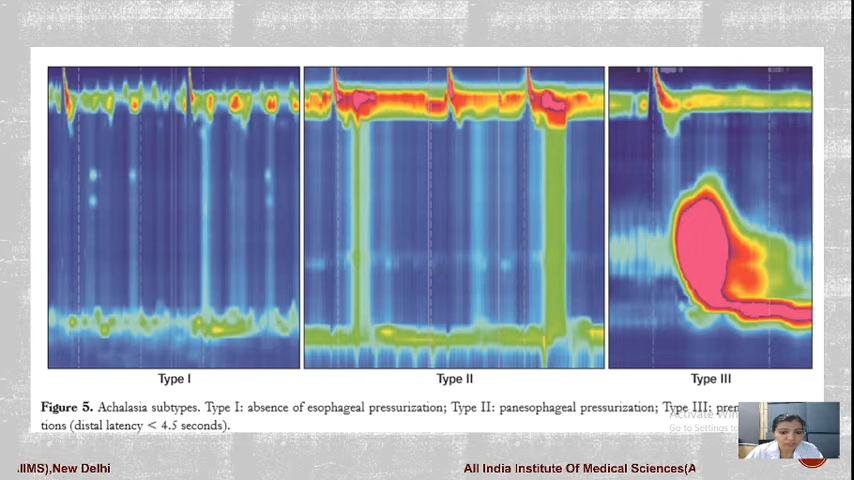 Type I
Type II
Type III
Figure 5. Achalasia subtypes. Type I: absence of esophageal pressurization; Type II: panesophageal pressurization; Type III:
tions (distal latency < 4.5 seconds).
Activate Win
Go to Settings to
IIMS),New Delhi
All India Institute Of Medical Sciences(A